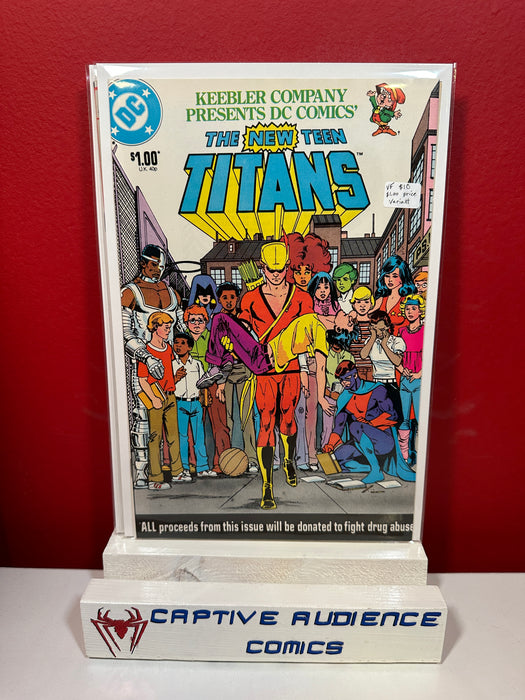 DC
KEEBLER COMPANY
PRESENTS DC COMICS'
$1.00*
U.K. 40p
THE NEW TEEN
TITANS™
VF $10
$1.00 price
Variant
*ALL proceeds from this issue will be donated to fight drug abuse
CAPTIVE AUDIENCE
COMICS